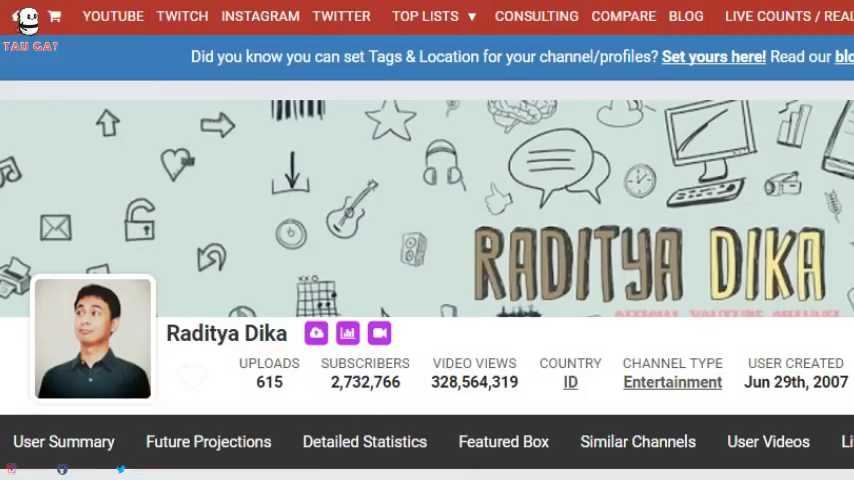 YOUTUBE TWITCH INSTAGRAM TWITTER TOP LISTS ▼ CONSULTING COMPARE BLOG LIVE COUNTS /
TAU GA?
Did you know you can set Tags & Location for your channel/profiles? Set yours here! Read our
RADITYA DIKA
OFFICIAL YOUTUBE CHANNEL
Raditya Dika
UPLOADS SUBSCRIBERS VIDEO VIEWS COUNTRY CHANNEL TYPE USER CREATED
615 2,732,766 328,564,319 ID Entertainment Jun 29th, 2007
User Summary Future Projections Detailed Statistics Featured Box Similar Channels User Videos